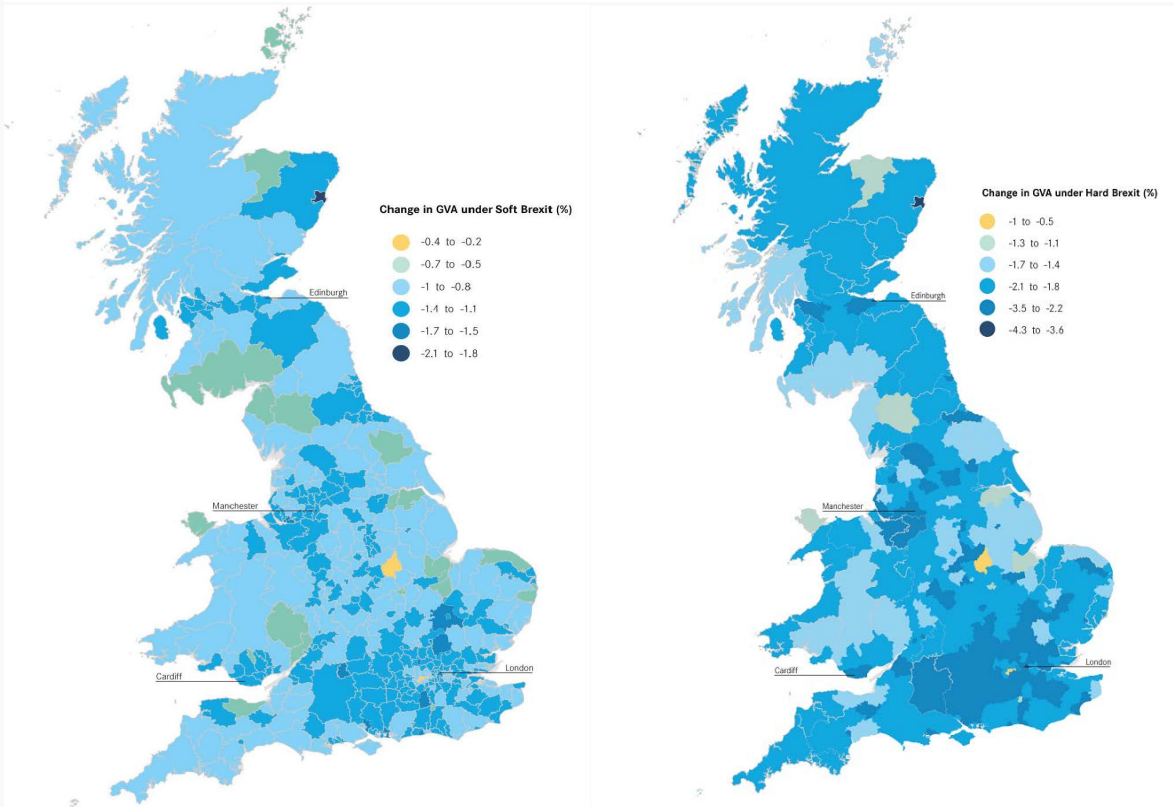 Change in GVA under Soft Brexit (%)
-0.4 to -0.2
-0.7 to -0.5
-1 to -0.8
-1.4 to -1.1
-1.7 to -1.5
-2.1 to -1.8
Edinburgh
Manchester
London
Cardiff
Change in GVA under Hard Brexit (%)
-1 to -0.5
-1.3 to -1.1
-1.7 to -1.4
-2.1 to -1.8
-3.5 to -2.2
-4.3 to -3.6
Edinburgh
Manchester
London
Cardiff